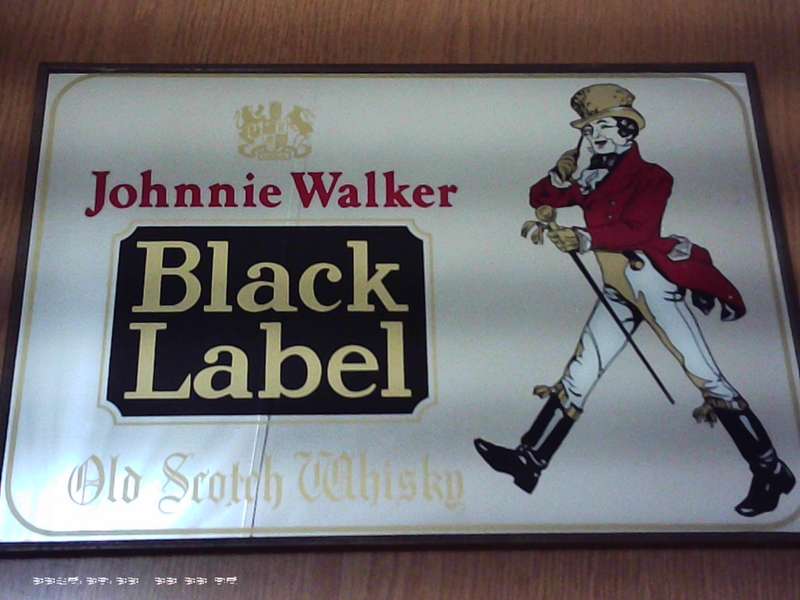 Johnnie Walker
Black
Label
Old Scotch Whisky